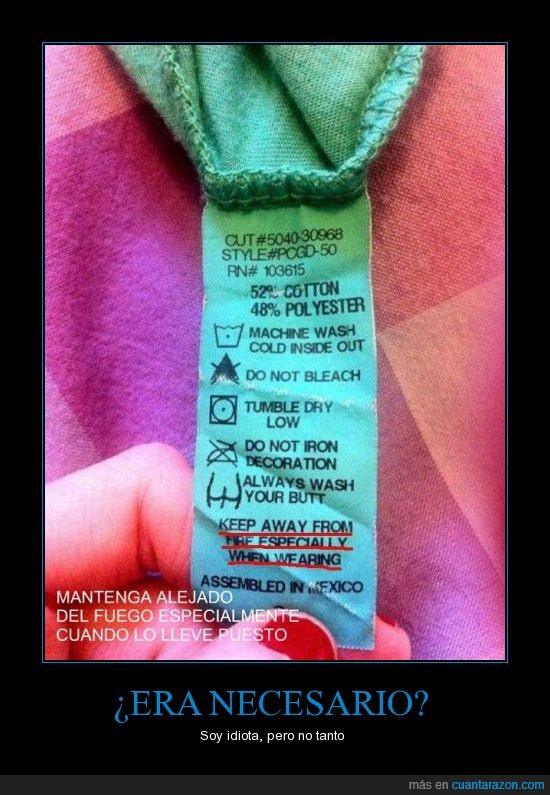 CUT#5040-30968
STYLE#PCGD-50
RN# 103615
52% COTTON
48% POLYESTER
MACHINE WASH
COLD INSIDE OUT
DO NOT BLEACH
TUMBLE DRY
LOW
DO NOT IRON
DECORATION
ALWAYS WASH
YOUR BUTT
KEEP AWAY FROM
FIRE ESPECIALLY
WHEN WEARING
ASSEMBLED IN MEXICO
MANTENGA ALEJADO
DEL FUEGO ESPECIALMENTE
CUANDO LO LLEVE PUESTO
¿ERA NECESARIO?
Soy idiota, pero no tanto
más en cuantarazon.com